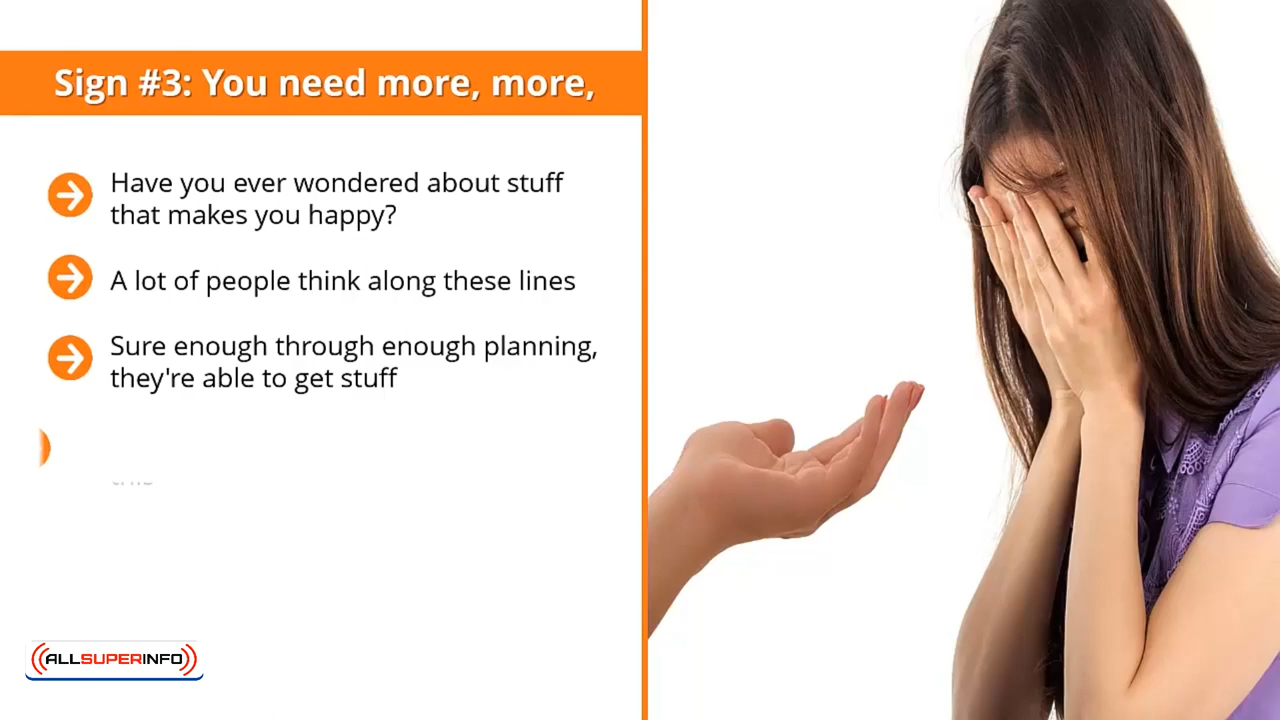 Sign #3: You need more, more,
Have you ever wondered about stuff
that makes you happy?
A lot of people think along these lines
Sure enough through enough planning,
they're able to get stuff
ALLSUPERINFO